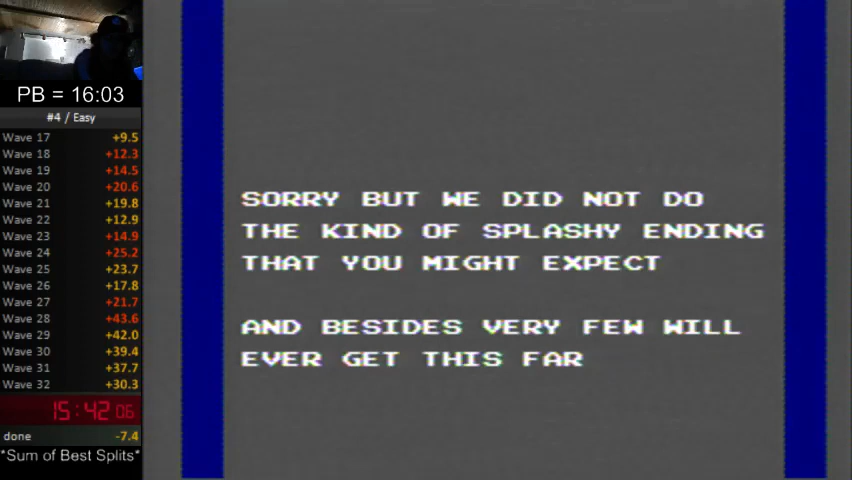 PB = 16:03
#4 / Easy
Wave 17 +9.5
Wave 18 +12.3
Wave 19 +14.5
Wave 20 +20.6
Wave 21 +19.8
Wave 22 +12.9
Wave 23 +14.9
Wave 24 +25.2
Wave 25 +23.7
Wave 26 +17.8
Wave 27 +21.7
Wave 28 +43.6
Wave 29 +42.0
Wave 30 +39.4
Wave 31 +37.7
Wave 32 +30.3
15:42 06
done -7.4
*Sum of Best Splits*
SORRY BUT WE DID NOT DO
THE KIND OF SPLASHY ENDING
THAT YOU MIGHT EXPECT
AND BESIDES VERY FEW WILL
EVER GET THIS FAR